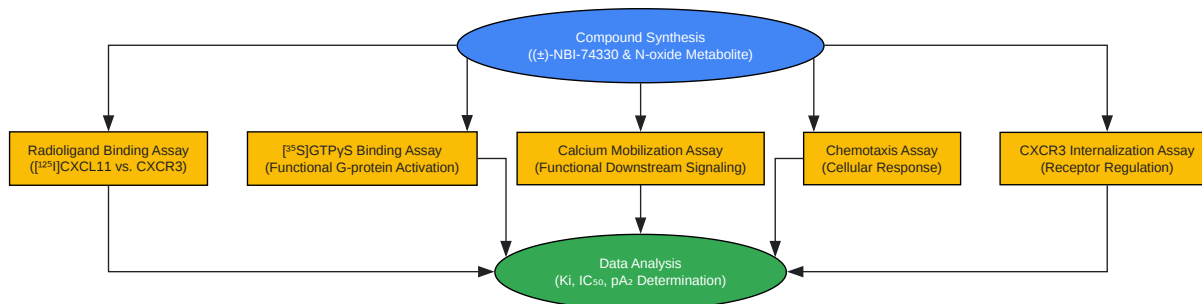 Compound Synthesis
((±)-NBI-74330 & N-oxide Metabolite)
Radioligand Binding Assay
([¹²⁵I]CXCL11 vs. CXCR3)
[³⁵S]GTPγS Binding Assay
(Functional G-protein Activation)
Calcium Mobilization Assay
(Functional Downstream Signaling)
Chemotaxis Assay
(Cellular Response)
CXCR3 Internalization Assay
(Receptor Regulation)
Data Analysis
(Ki, IC₅₀, pA₂ Determination)